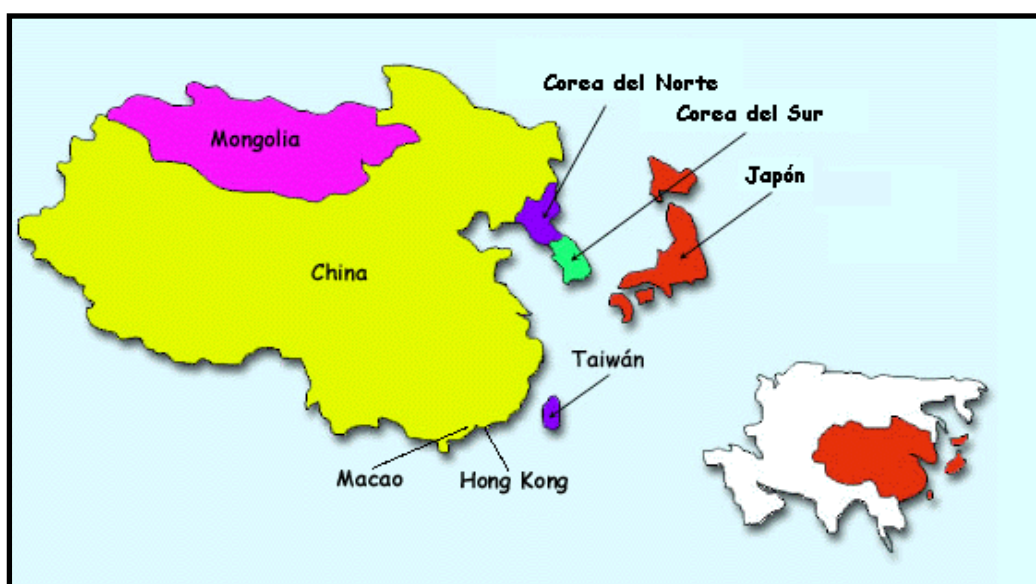 Corea del Norte
Corea del Sur
Mongolia
Japón
China
Taiwán
Macao
Hong Kong